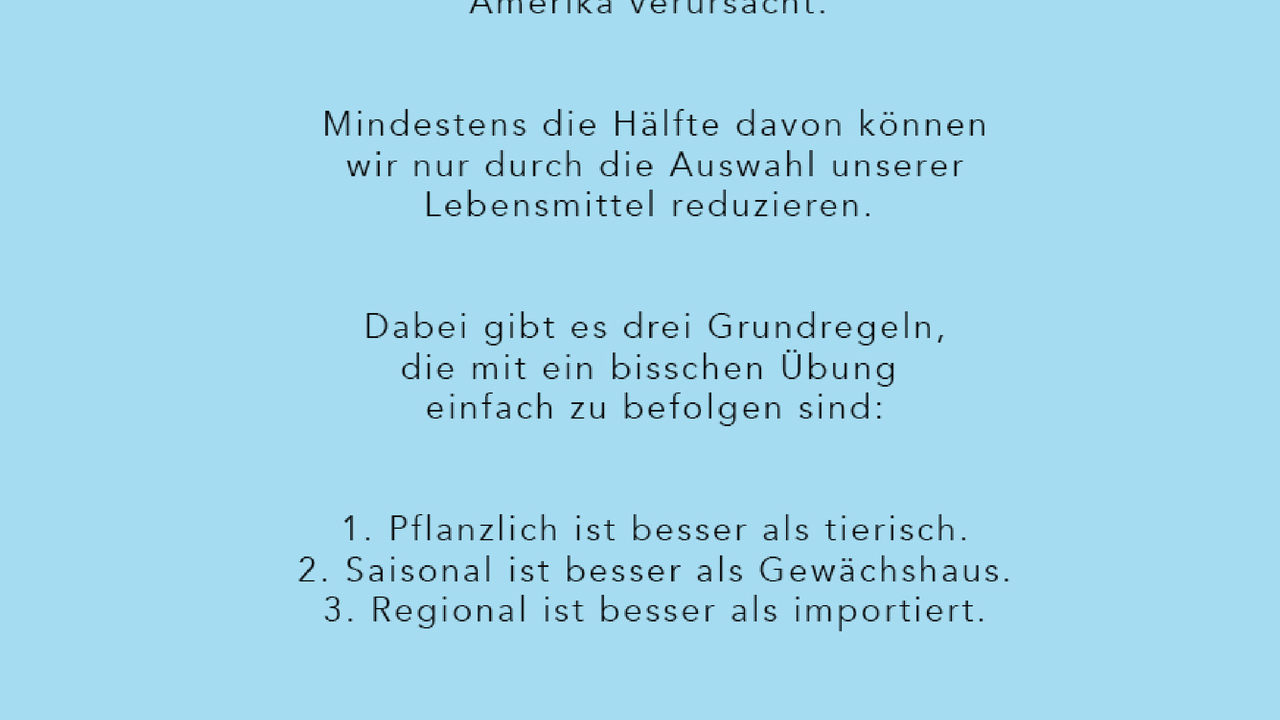 Amerika verursacht.
Mindestens die Hälfte davon können
wir nur durch die Auswahl unserer
Lebensmittel reduzieren.
Dabei gibt es drei Grundregeln,
die mit ein bisschen Übung
einfach zu befolgen sind:
1. Pflanzlich ist besser als tierisch.
2. Saisonal ist besser als Gewächshaus.
3. Regional ist besser als importiert.